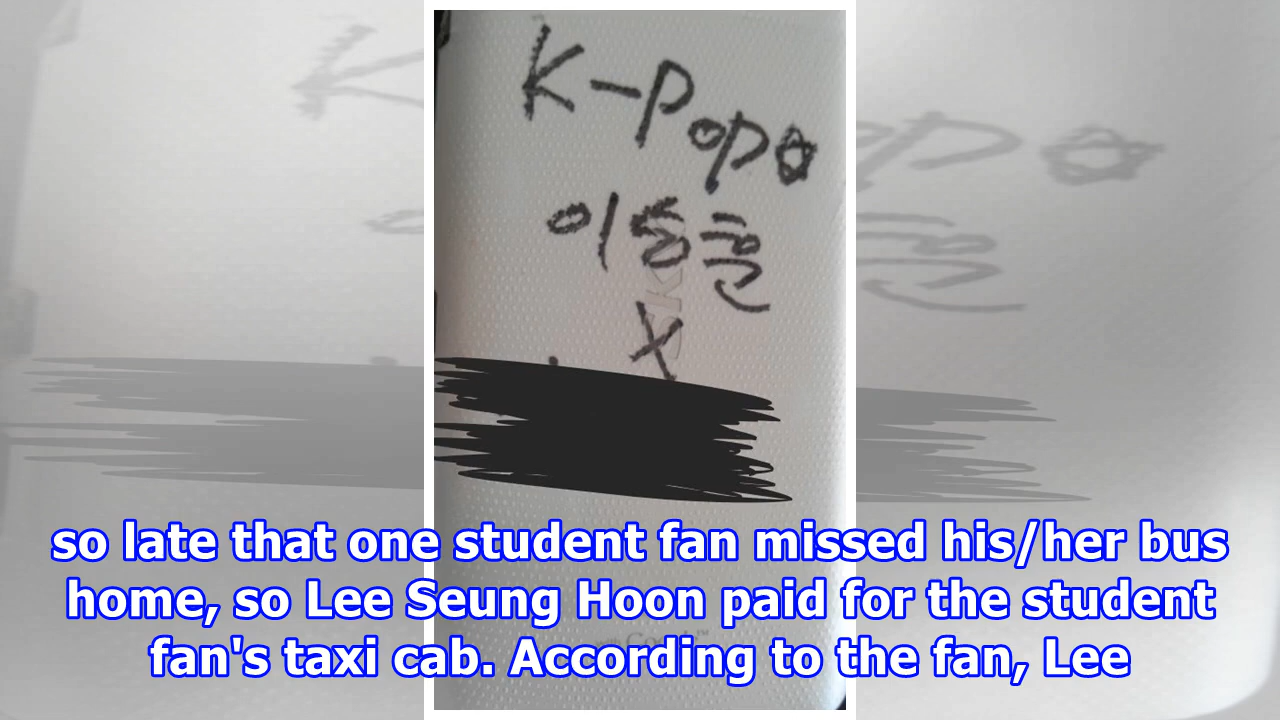 K-POP☆
이승훈
X
so late that one student fan missed his/her bus
home, so Lee Seung Hoon paid for the student
fan's taxi cab. According to the fan, Lee